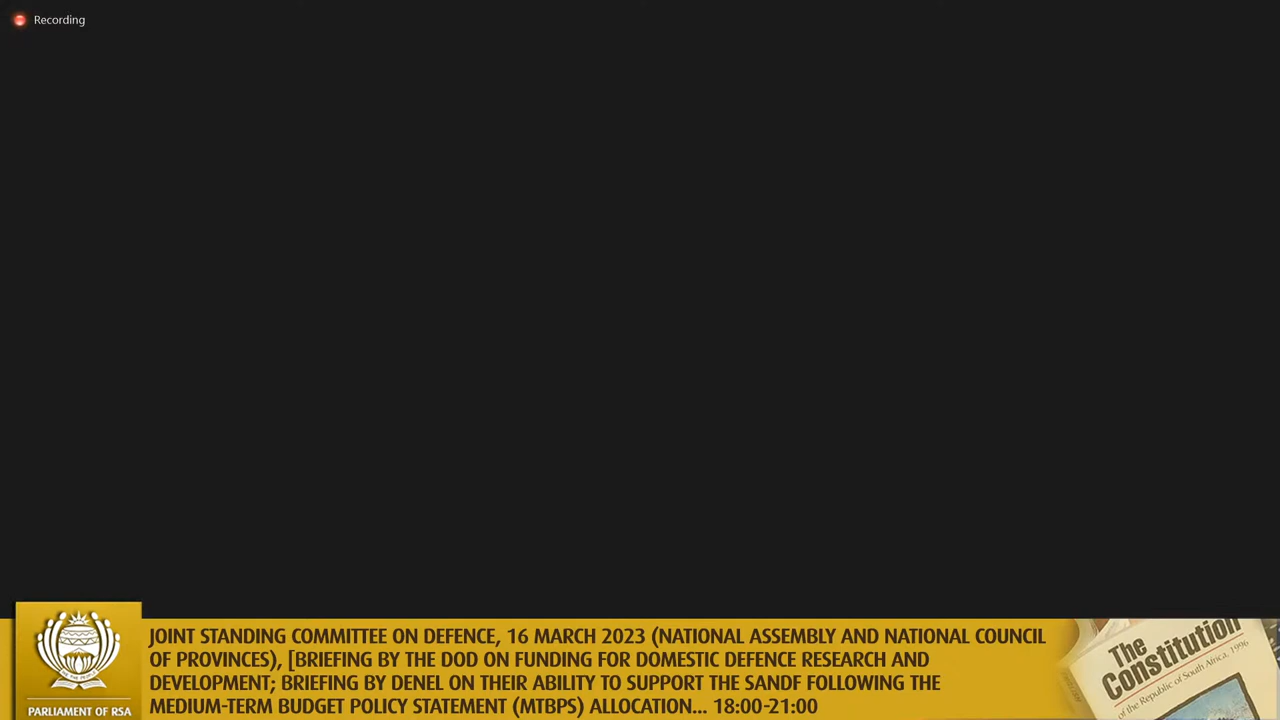 Recording
JOINT STANDING COMMITTEE ON DEFENCE, 16 MARCH 2023 (NATIONAL ASSEMBLY AND NATIONAL COUNCIL
OF PROVINCES), [BRIEFING BY THE DOD ON FUNDING FOR DOMESTIC DEFENCE RESEARCH AND
DEVELOPMENT; BRIEFING BY DENEL ON THEIR ABILITY TO SUPPORT THE SANDF FOLLOWING THE
MEDIUM-TERM BUDGET POLICY STATEMENT (MTBPS) ALLOCATION... 18:00-21:00
PARLIAMENT OF RSA
The
Constitution
of the Republic of South Africa, 1996